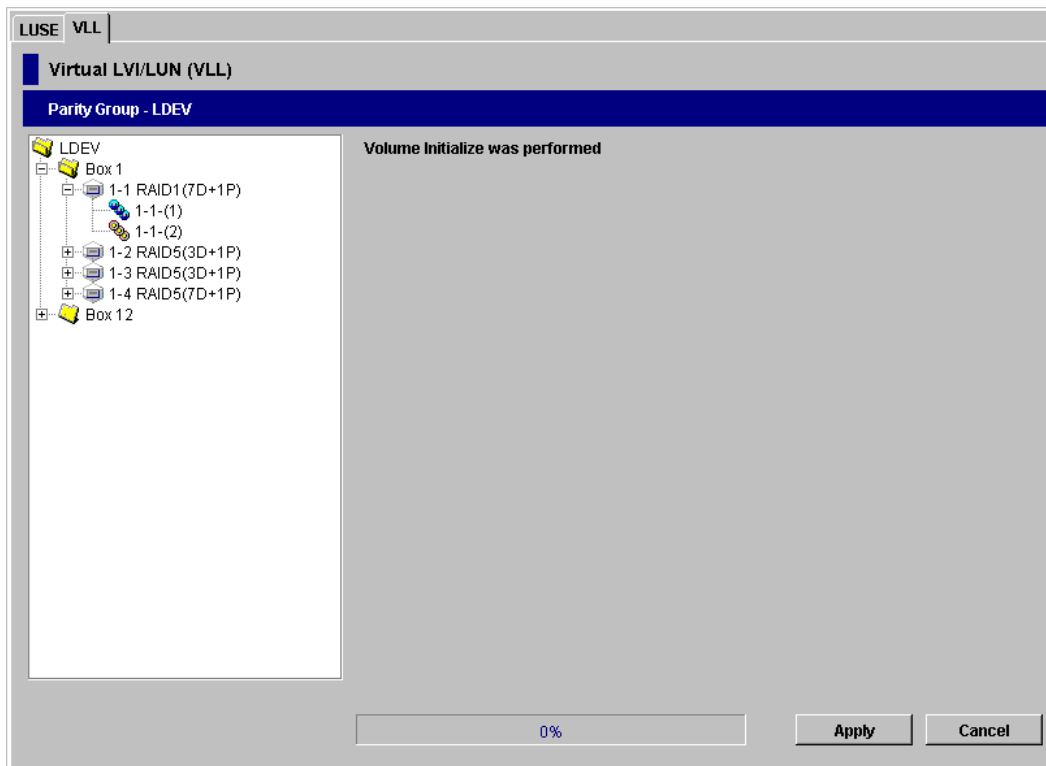 LUSE VLL
Virtual LVI/LUN (VLL)
Parity Group - LDEV
LDEV
Box 1
1-1 RAID1(7D+1P)
1-1-(1)
1-1-(2)
1-2 RAID5(3D+1P)
1-3 RAID5(3D+1P)
1-4 RAID5(7D+1P)
Box 12
Volume Initialize was performed
0%
Apply Cancel